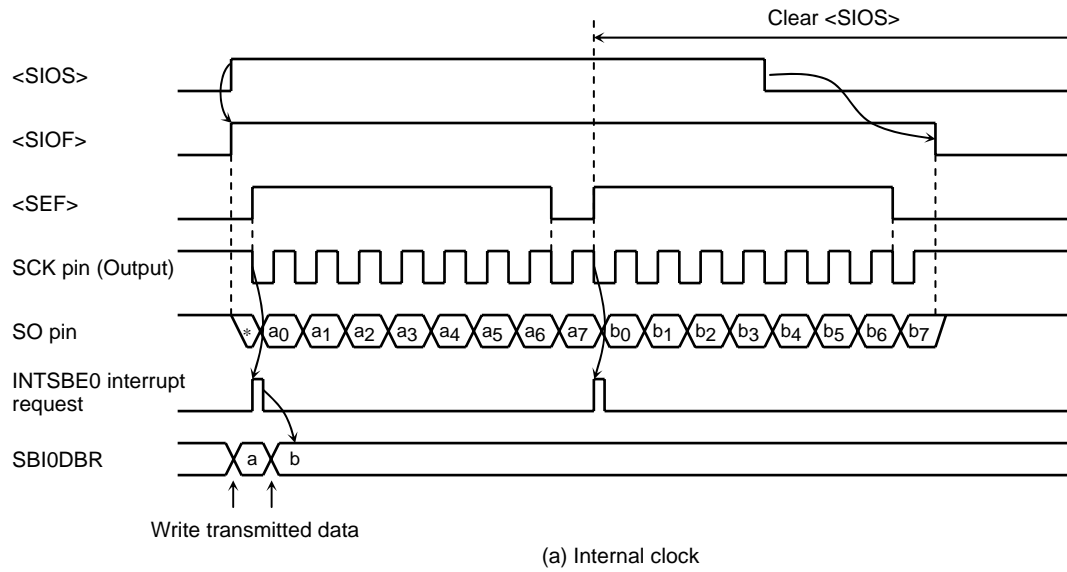 Clear <SIOS>
<SIOS>
<SIOF>
<SEF>
SCK pin (Output)
SO pin
* a0 a1 a2 a3 a4 a5 a6 a7 b0 b1 b2 b3 b4 b5 b6 b7
INTSBE0 interrupt
request
SBI0DBR
a b
Write transmitted data
(a) Internal clock